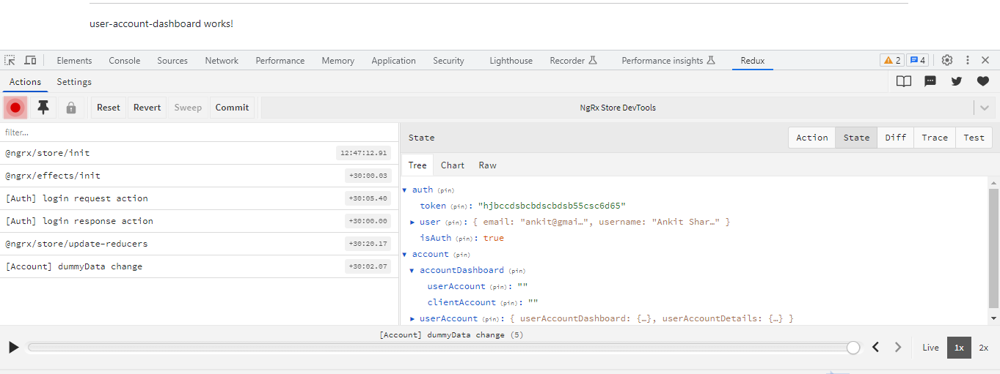 user-account-dashboard works!
Elements Console Sources Network Performance Memory Application Security Lighthouse Recorder Performance insights Redux 2 4
Actions Settings
Reset Revert Sweep Commit NgRx Store DevTools
filter...
@ngrx/store/init 12:47:12.91
@ngrx/effects/init +30:00.03
[Auth] login request action +30:05.40
[Auth] login response action +30:00.00
@ngrx/store/update-reducers +30:20.17
[Account] dummyData change +30:02.07
State Action State Diff Trace Test
Tree Chart Raw
auth (pin)
token (pin): "hjbccdsbcbdscbdsb55csc6d65"
user (pin): { email: "ankit@gmai…", username: "Ankit Shar…" }
isAuth (pin): true
account (pin)
accountDashboard (pin)
userAccount (pin): ""
clientAccount (pin): ""
userAccount (pin): { userAccountDashboard: {…}, userAccountDetails: {…} }
[Account] dummyData change (5)
Live 1x 2x